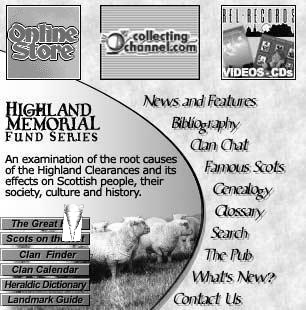 Online
Store
collecting
channel.com
REL-RECORDS
VIDEOS - CDs
HIGHLAND
MEMORIAL
FUND SERIES
An examination of the root causes
of the Highland Clearances and its
effects on Scottish people, their
society, culture and history.
News and Features
Bibliography
Clan Chat
Famous Scots
Genealogy
Glossary
Search
The Pub
What's New?
Contact Us
The Great
Scots on the
Clan Finder
Clan Calendar
Heraldic Dictionary
Landmark Guide